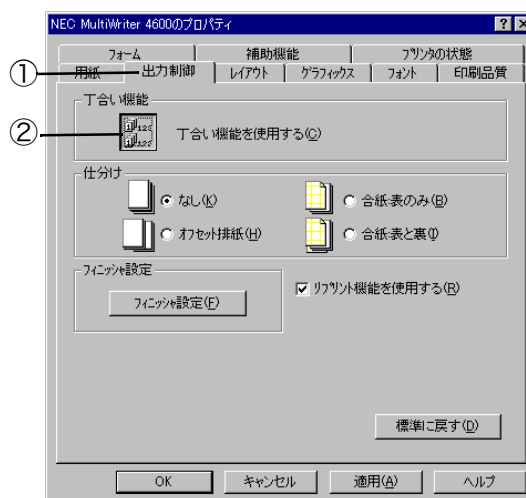 NEC MultiWriter 4600のプロパティ
フォーム 補助機能 プリンタの状態
① 用紙 出力制御 レイアウト グラフィックス フォント 印刷品質
丁合い機能
② 丁合い機能を使用する(C)
仕分け
なし(K) 合紙:表のみ(B)
オフセット排紙(H) 合紙:表と裏(I)
フィニッシャ設定
フィニッシャ設定(F) リプリント機能を使用する(R)
標準に戻す(D)
OK キャンセル 適用(A) ヘルプ